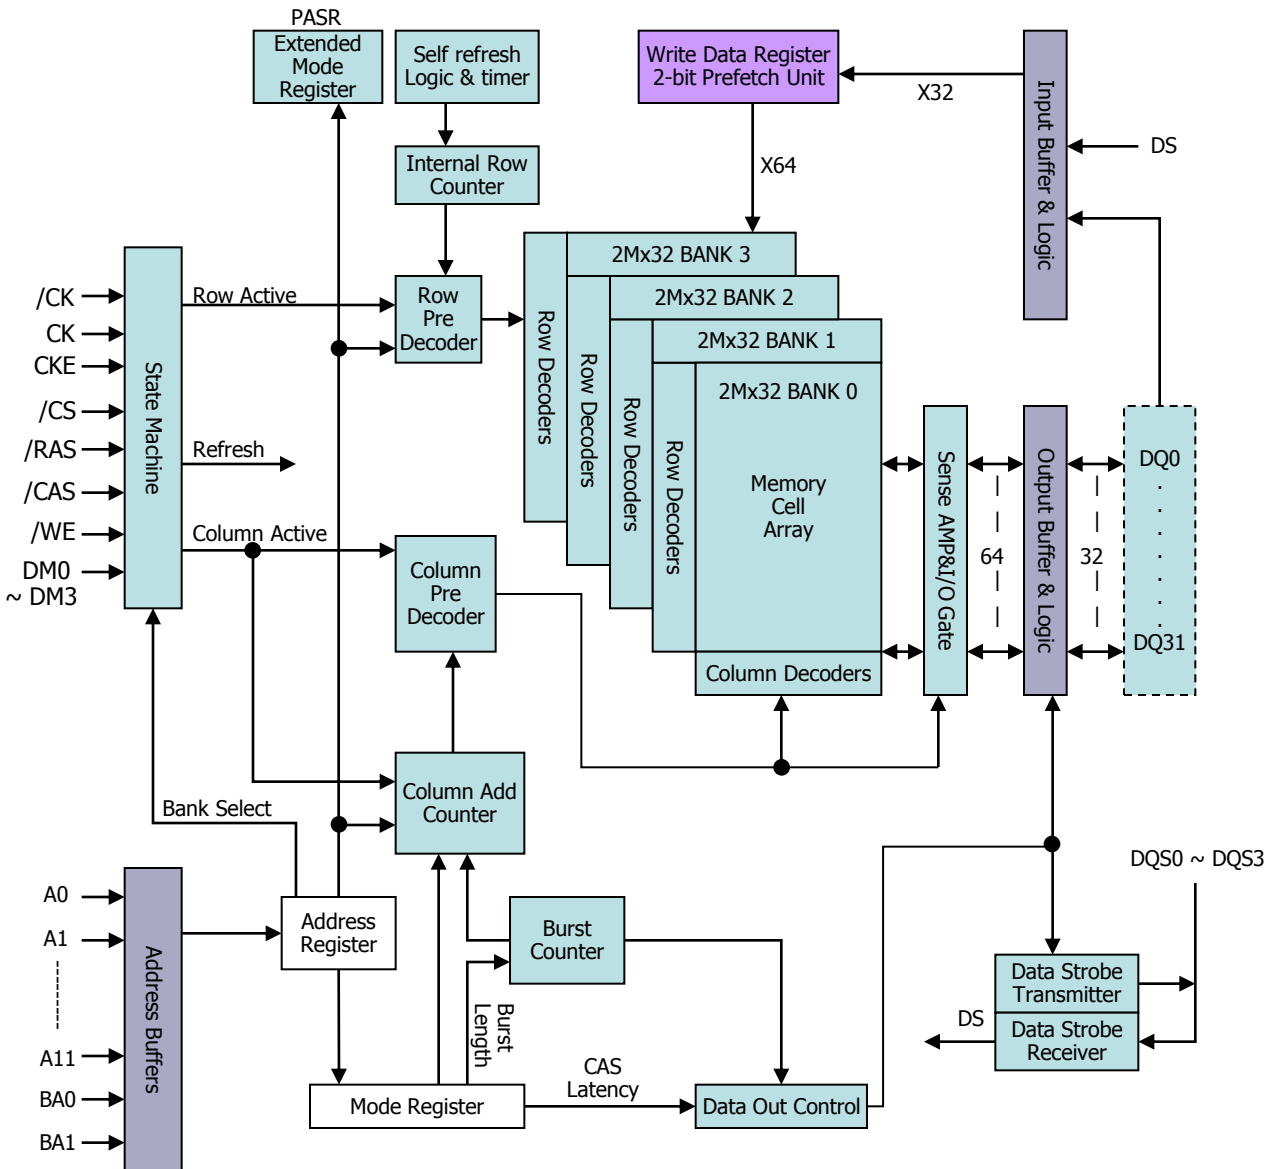 PASR
Extended
Mode
Register
Self refresh
Logic & timer
Write Data Register
2-bit Prefetch Unit
X32
Input Buffer & Logic
DS
Internal Row
Counter
X64
2Mx32 BANK 3
2Mx32 BANK 2
2Mx32 BANK 1
2Mx32 BANK 0
Row Decoders
Row Decoders
Row Decoders
Row Decoders
Memory
Cell
Array
Column Decoders
Row
Pre
Decoder
State Machine
/CK
CK
CKE
/CS
/RAS
/CAS
/WE
DM0
~ DM3
Row Active
Refresh
Column Active
Column
Pre
Decoder
Sense AMP&I/O Gate
64
Output Buffer & Logic
32
DQ0
.
.
.
.
.
.
.
DQ31
Column Add
Counter
Bank Select
A0
A1
A11
BA0
BA1
Address Buffers
Address
Register
Burst
Counter
Burst
Length
Mode Register
CAS
Latency
Data Out Control
DQS0 ~ DQS3
Data Strobe
Transmitter
Data Strobe
Receiver
DS